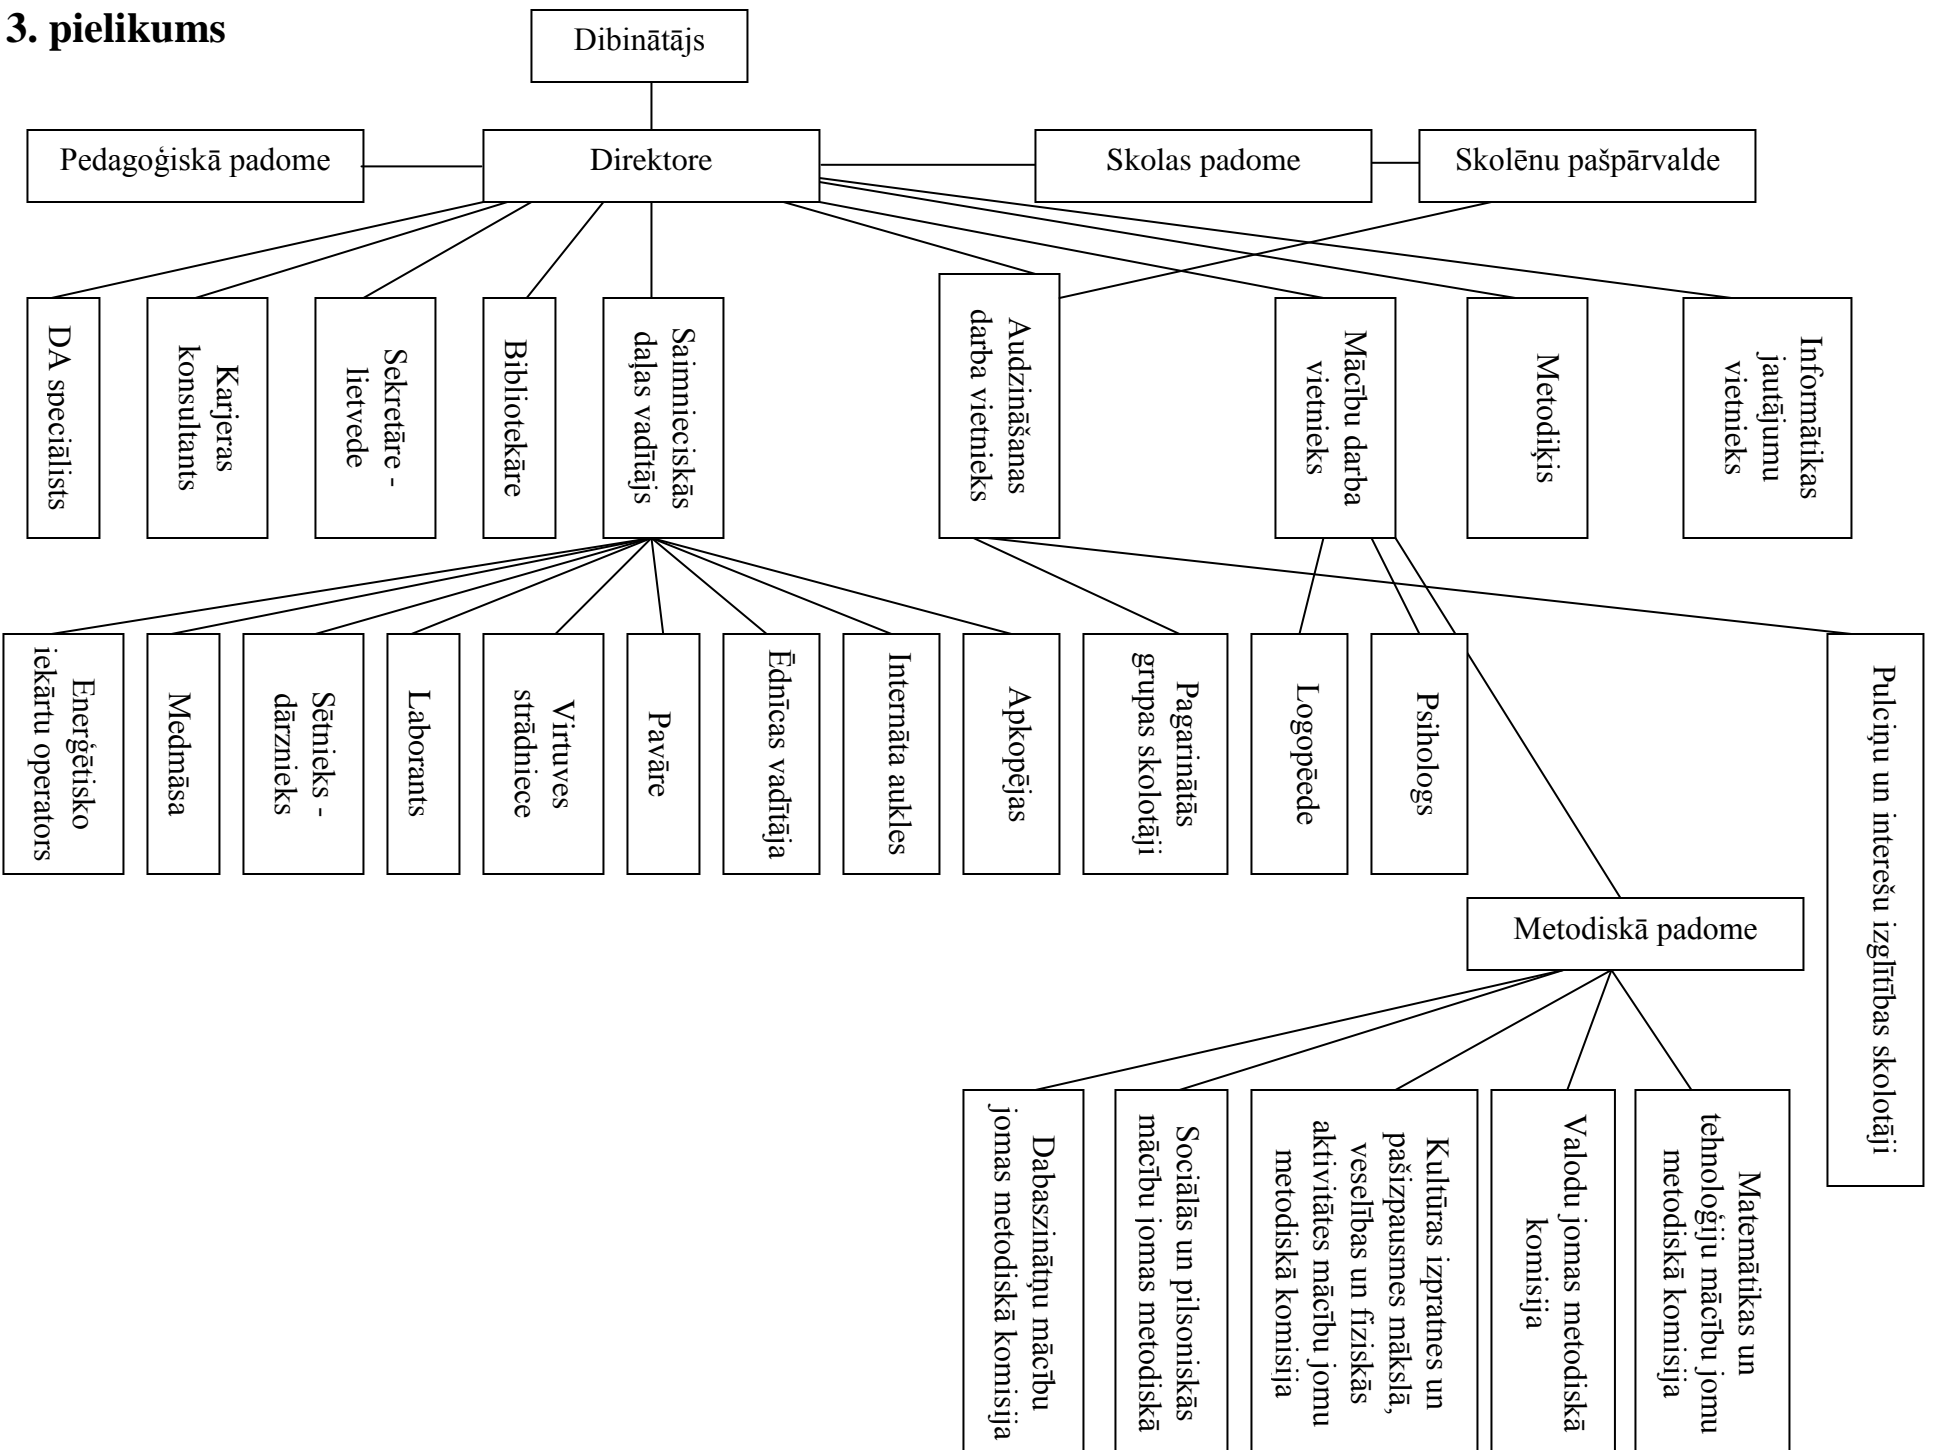 3. pielikums
Dibinātājs
Pedagoģiskā padome
Direktore
Skolas padome
Skolēnu pašpārvalde
DA speciālists
Karjeras
konsultants
Sekretāre -
lietvede
Bibliotekāre
Saimnieciskās
daļas vadītājs
Audzināšanas
darba vietnieks
Mācību darba
vietnieks
Metodiķis
Informātikas
jautājumu
vietnieks
Enerģētisko
iekārtu operators
Medmāsa
Sētnieks -
dārznieks
Laborants
Virtuves
strādniece
Pavāre
Ēdnīcas vadītāja
Internāta aukles
Apkopējas
Pagarinātās
grupas skolotāji
Logopēde
Psihologs
Pulciņu un interešu izglītības skolotāji
Metodiskā padome
Dabaszinātņu mācību
jomas metodiskā komisija
Sociālās un pilsoniskās
mācību jomas metodiskā
Kultūras izpratnes un
pašizpausmes mākslā,
veselības un fiziskās
aktivitātes mācību jomu
metodiskā komisija
Valodu jomas metodiskā
komisija
Matemātikas un
tehnoloģiju mācību jomu
metodiskā komisija